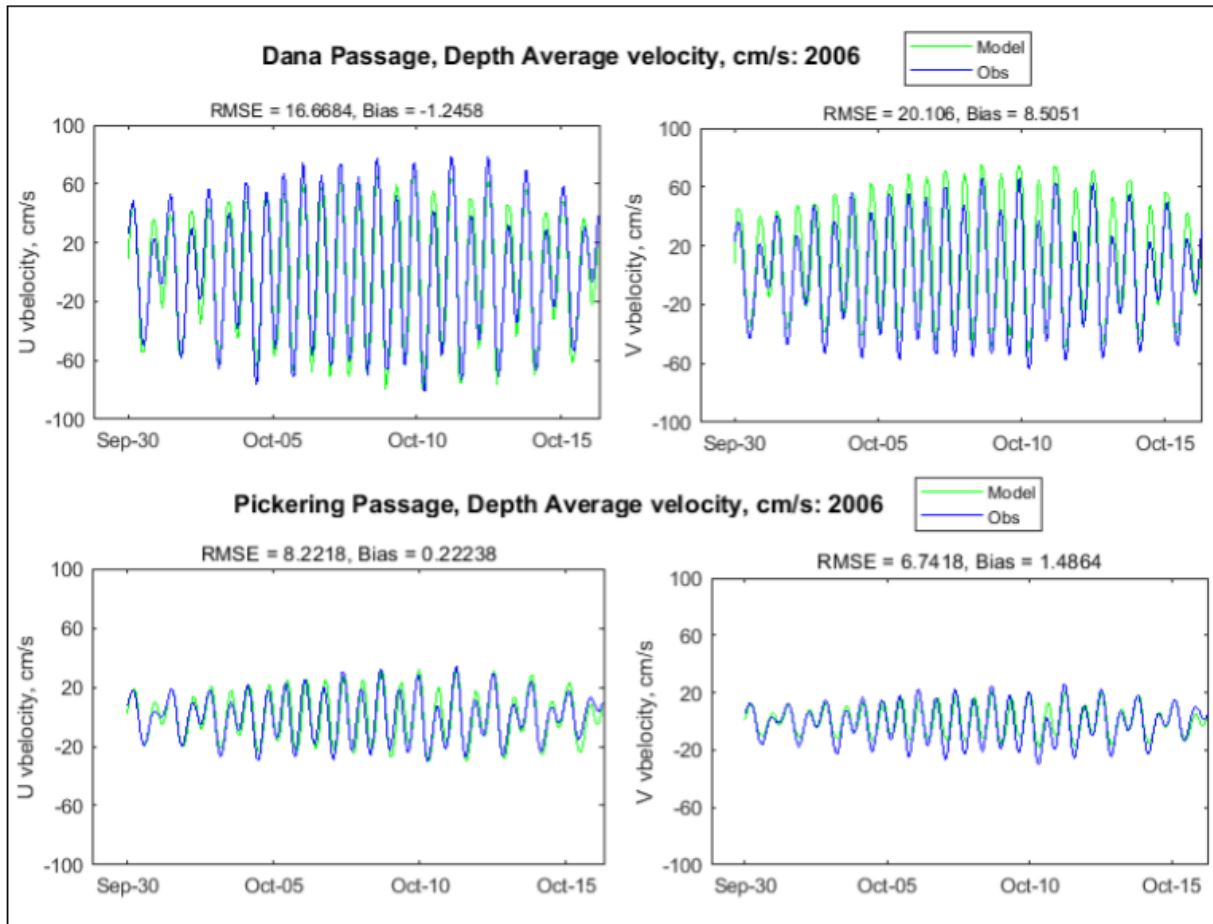 Dana Passage, Depth Average velocity, cm/s: 2006
Model
Obs
RMSE = 16.6684, Bias = -1.2458
100
60
20
-20
-60
-100
U vbelocity, cm/s
Sep-30 Oct-05 Oct-10 Oct-15
RMSE = 20.106, Bias = 8.5051
100
60
20
-20
-60
-100
V vbelocity, cm/s
Sep-30 Oct-05 Oct-10 Oct-15
Pickering Passage, Depth Average velocity, cm/s: 2006
Model
Obs
RMSE = 8.2218, Bias = 0.22238
100
60
20
-20
-60
-100
U vbelocity, cm/s
Sep-30 Oct-05 Oct-10 Oct-15
RMSE = 6.7418, Bias = 1.4864
100
60
20
-20
-60
-100
V vbelocity, cm/s
Sep-30 Oct-05 Oct-10 Oct-15